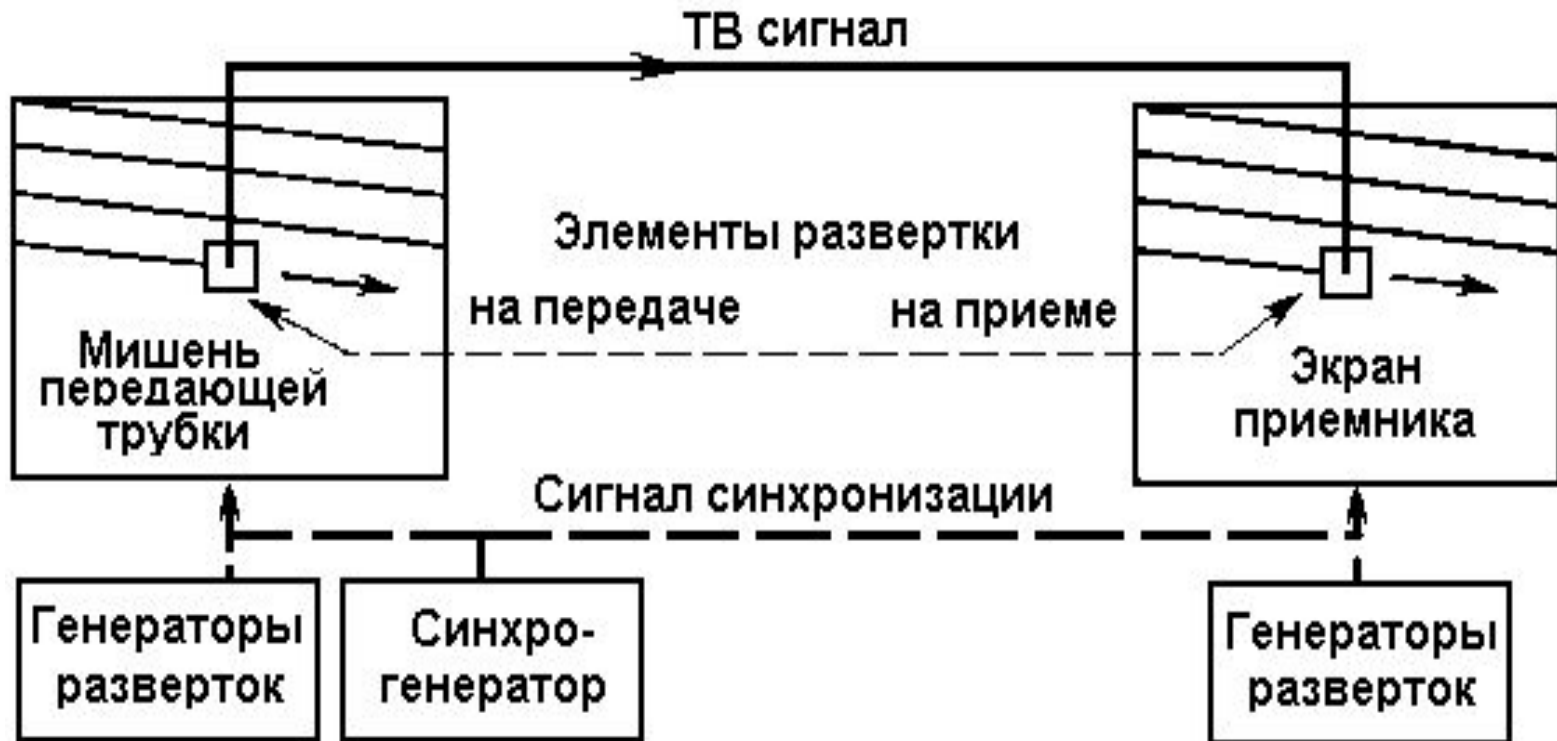 ТВ сигнал
Элементы развертки
на передаче
на приеме
Мишень
передающей
трубки
Экран
приемника
Сигнал синхронизации
Генераторы
разверток
Синхро-
генератор
Генераторы
разверток